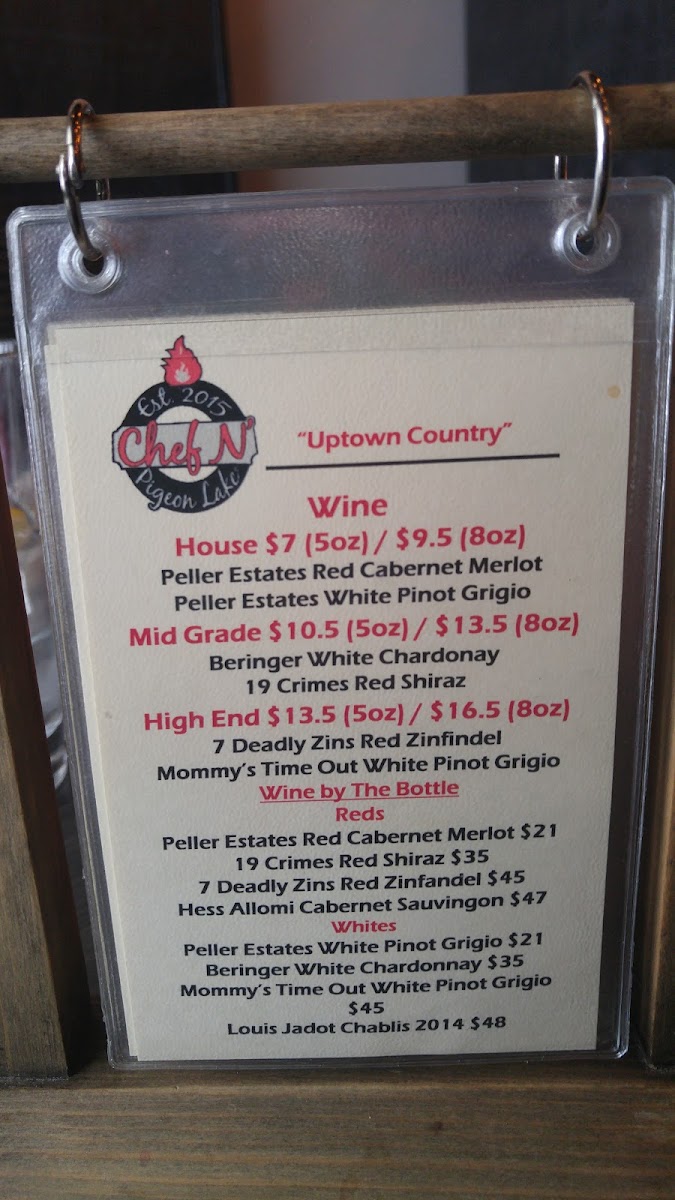 Est. 2015
Chef N'
Pigeon Lake
"Uptown Country"
Wine
House $7 (5oz) / $9.5 (8oz)
Peller Estates Red Cabernet Merlot
Peller Estates White Pinot Grigio
Mid Grade $10.5 (5oz) / $13.5 (8oz)
Beringer White Chardonay
19 Crimes Red Shiraz
High End $13.5 (5oz) / $16.5 (8oz)
7 Deadly Zins Red Zinfindel
Mommy's Time Out White Pinot Grigio
Wine by The Bottle
Reds
Peller Estates Red Cabernet Merlot $21
19 Crimes Red Shiraz $35
7 Deadly Zins Red Zinfandel $45
Hess Allomi Cabernet Sauvingon $47
Whites
Peller Estates White Pinot Grigio $21
Beringer White Chardonnay $35
Mommy's Time Out White Pinot Grigio
$45
Louis Jadot Chablis 2014 $48